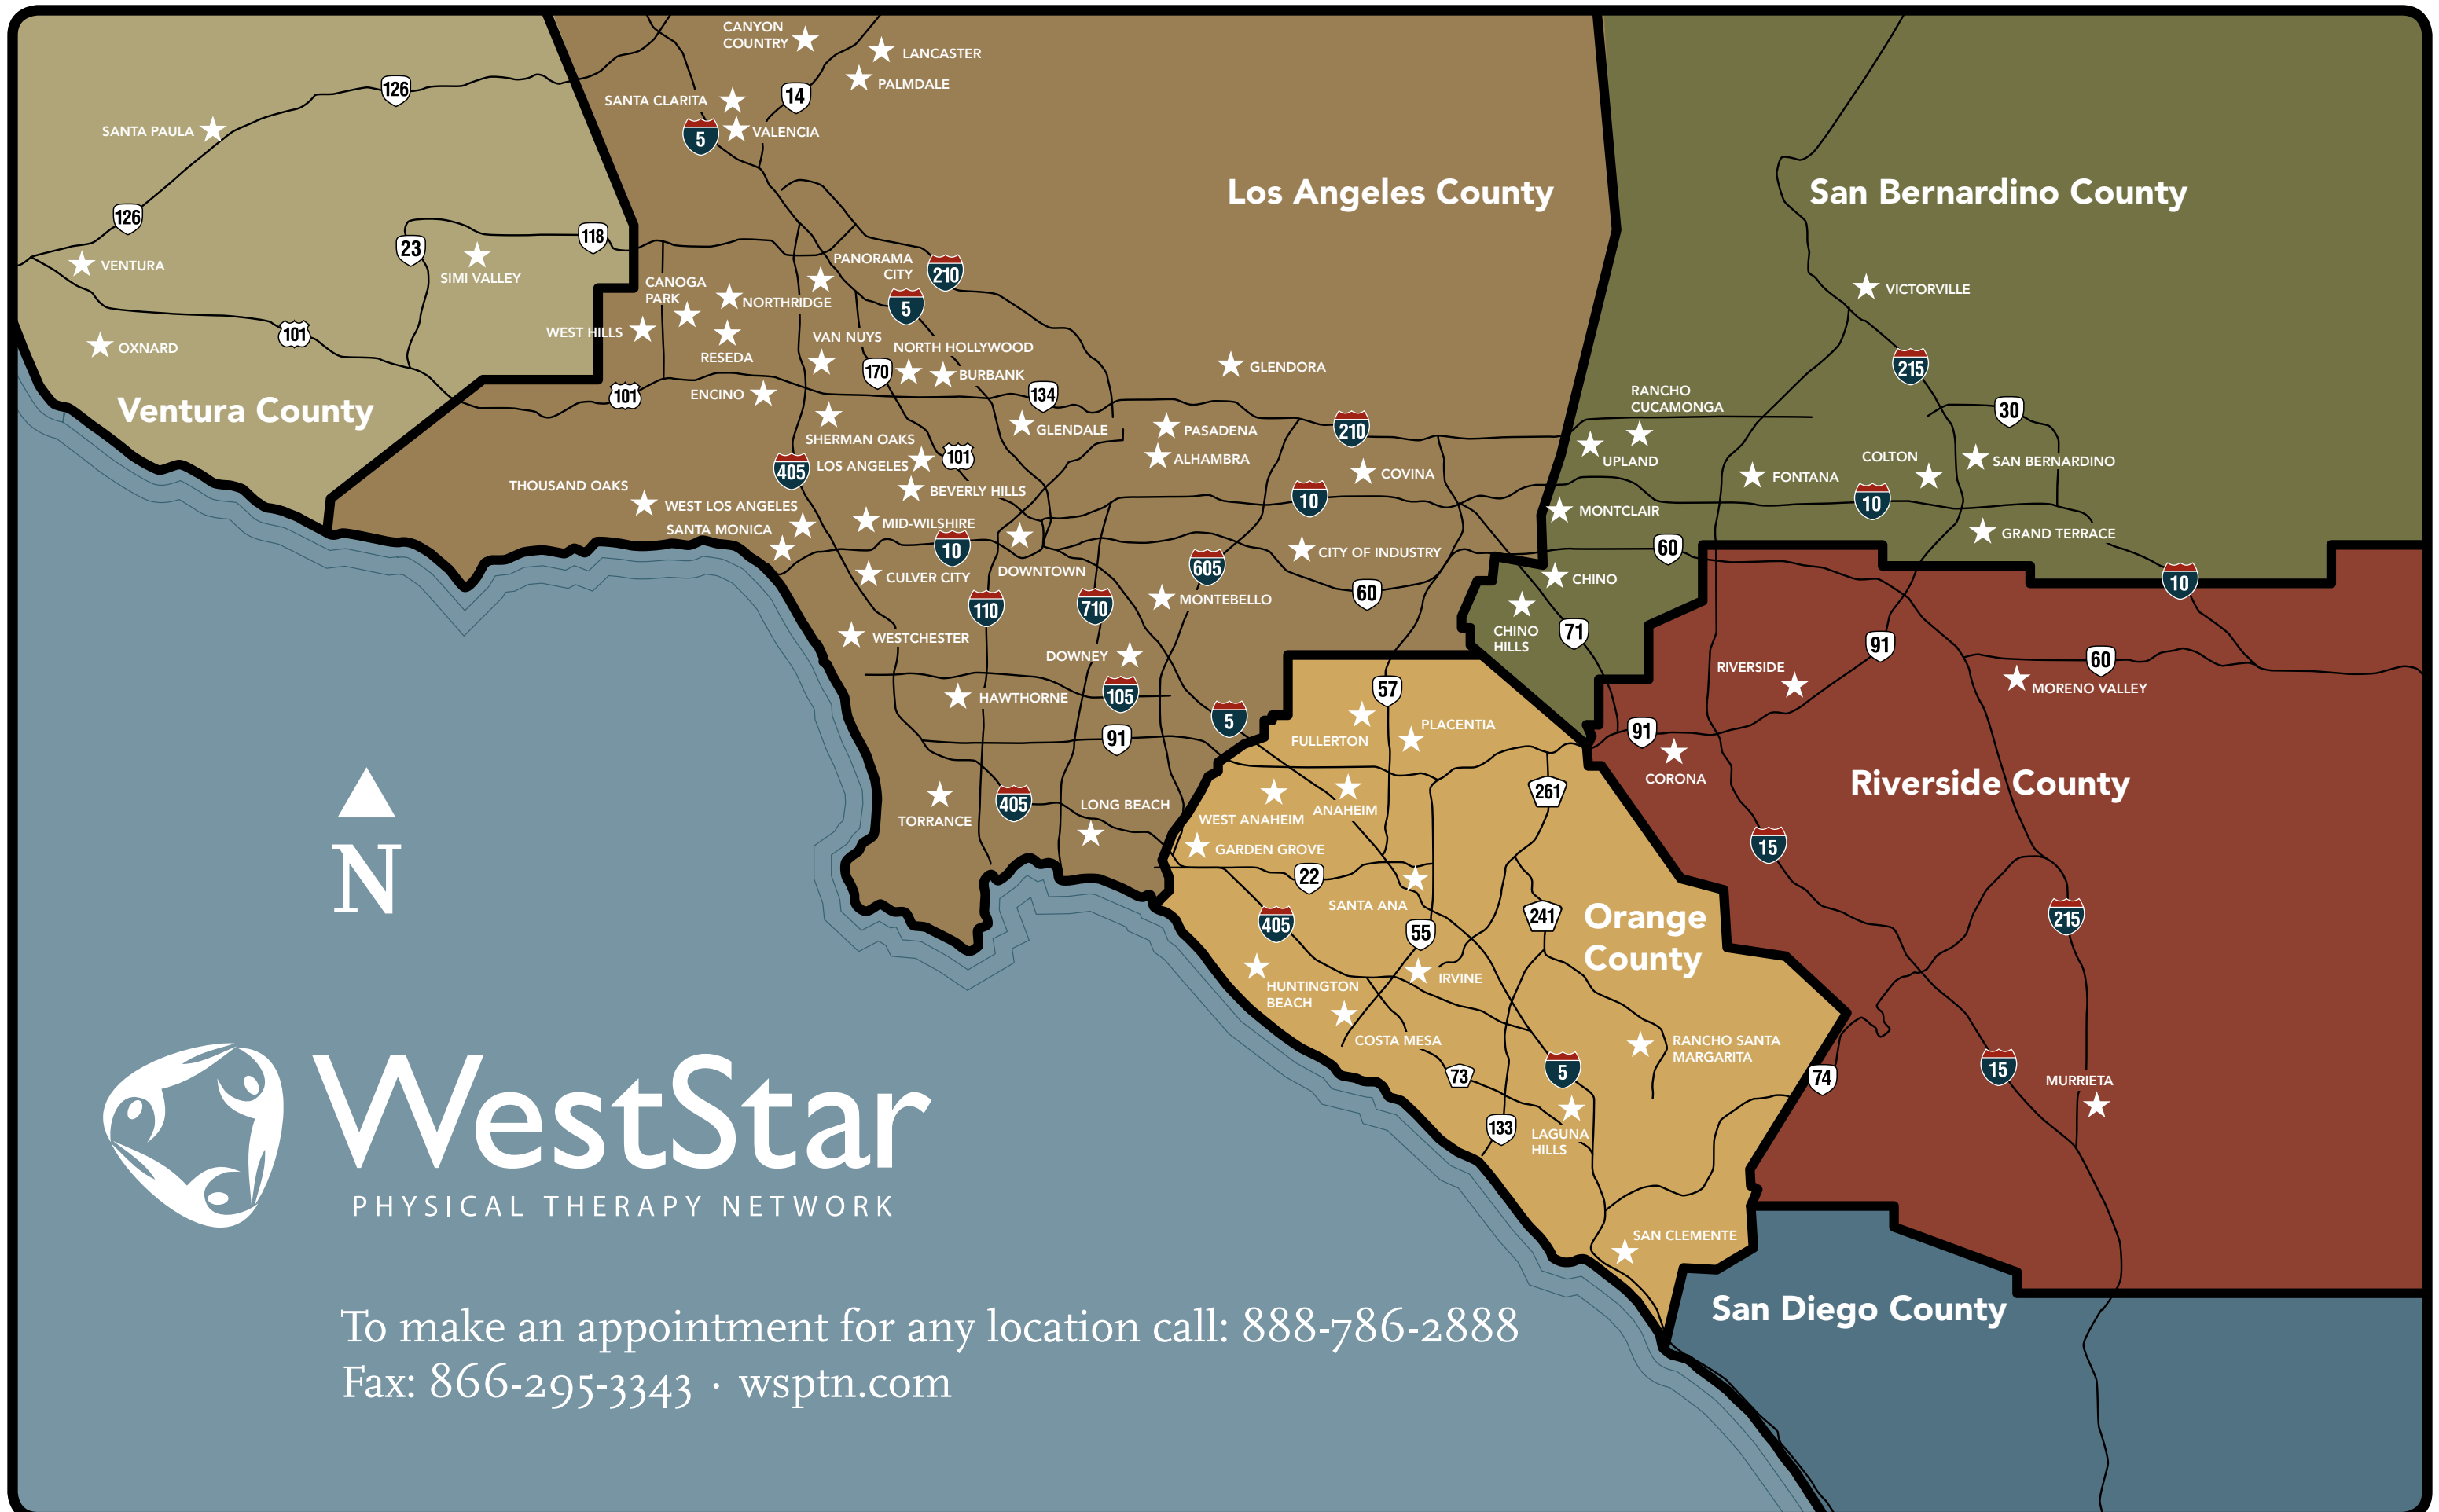 CANYON
COUNTRY
LANCASTER
PALMDALE
126
14
SANTA CLARITA
SANTA PAULA
5
VALENCIA
Los Angeles County
San Bernardino County
126
23
118
VENTURA
SIMI VALLEY
PANORAMA
CITY
210
CANOGA
PARK
NORTHRIDGE
5
VICTORVILLE
101
WEST HILLS
OXNARD
RESEDA
VAN NUYS
NORTH HOLLYWOOD
170
BURBANK
GLENDORA
215
Ventura County
101
ENCINO
134
RANCHO
CUCAMONGA
30
SHERMAN OAKS
GLENDALE
PASADENA
210
405
LOS ANGELES
101
ALHAMBRA
COVINA
UPLAND
FONTANA
COLTON
SAN BERNARDINO
THOUSAND OAKS
BEVERLY HILLS
10
10
WEST LOS ANGELES
MONTCLAIR
SANTA MONICA
MID-WILSHIRE
10
CITY OF INDUSTRY
60
GRAND TERRACE
CULVER CITY
DOWNTOWN
605
CHINO
10
110
710
MONTEBELLO
60
CHINO
HILLS
71
WESTCHESTER
91
DOWNEY
RIVERSIDE
60
MORENO VALLEY
HAWTHORNE
105
57
5
PLACENTIA
FULLERTON
91
91
CORONA
Riverside County
405
LONG BEACH
TORRANCE
WEST ANAHEIM
ANAHEIM
261
GARDEN GROVE
15
N
22
SANTA ANA
405
55
241
Orange
County
215
IRVINE
HUNTINGTON
BEACH
COSTA MESA
RANCHO SANTA
MARGARITA
73
5
74
15
MURRIETA
133
LAGUNA
HILLS
WestStar
PHYSICAL THERAPY NETWORK
SAN CLEMENTE
San Diego County
To make an appointment for any location call: 888-786-2888
Fax: 866-295-3343 · wsptn.com